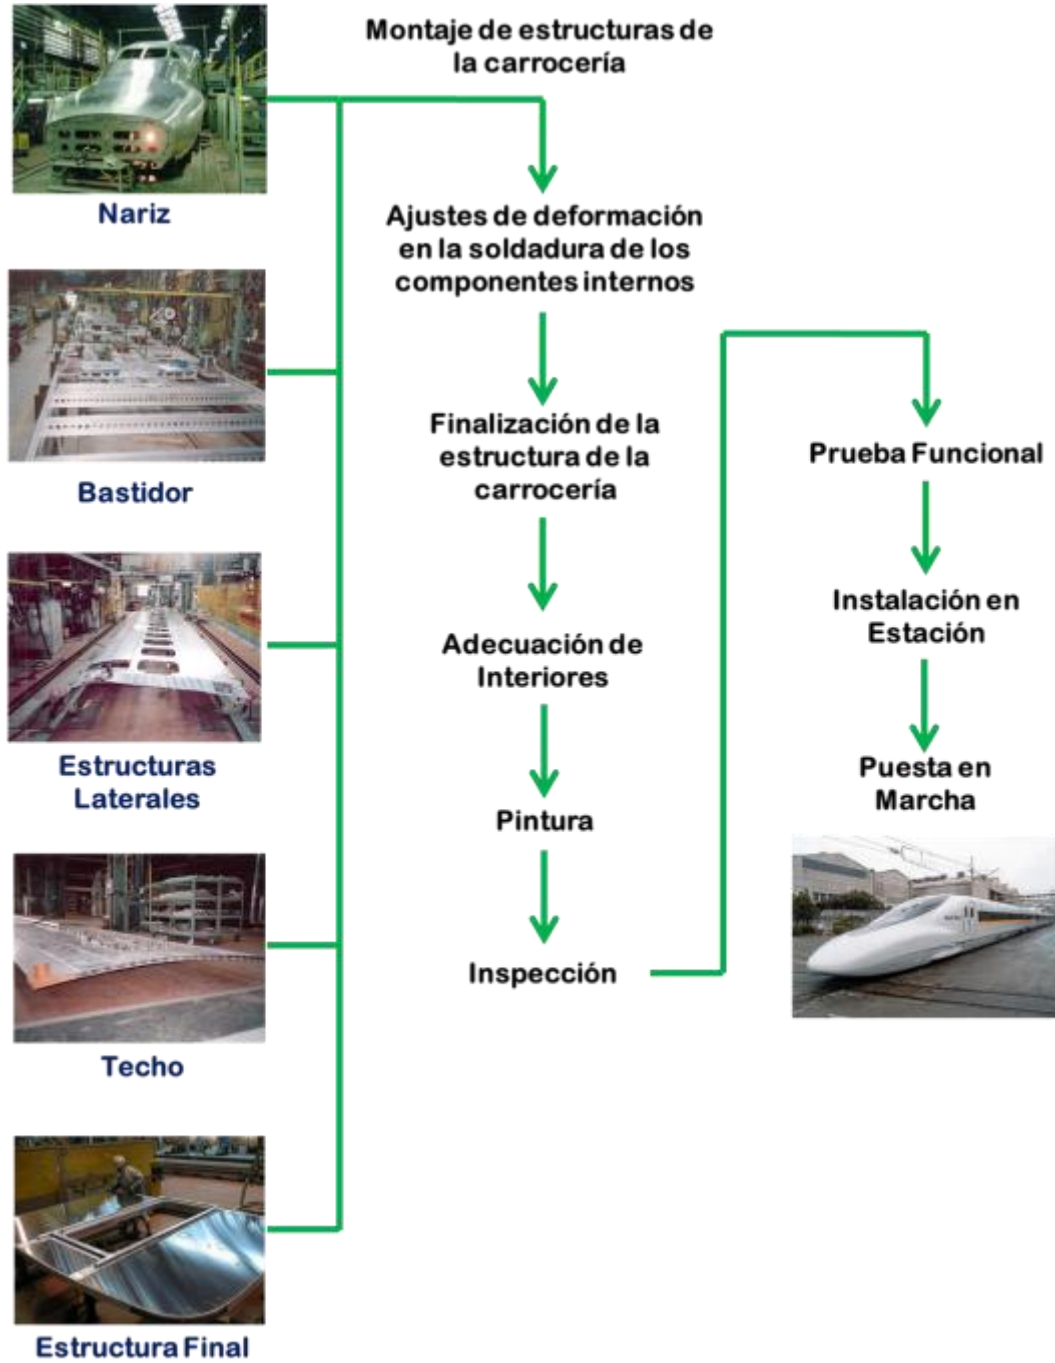 Montaje de estructuras de
la carrocería
Nariz
Bastidor
Estructuras
Laterales
Techo
Estructura Final
Ajustes de deformación
en la soldadura de los
componentes internos
Finalización de la
estructura de la
carrocería
Adecuación de
Interiores
Pintura
Inspección
Prueba Funcional
Instalación en
Estación
Puesta en
Marcha